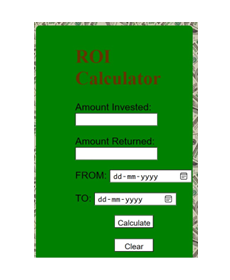 ROI
Calculator
Amount Invested:
Amount Returned:
FROM: dd-mm-yyyy
TO: dd-mm-yyyy
Calculate
Clear